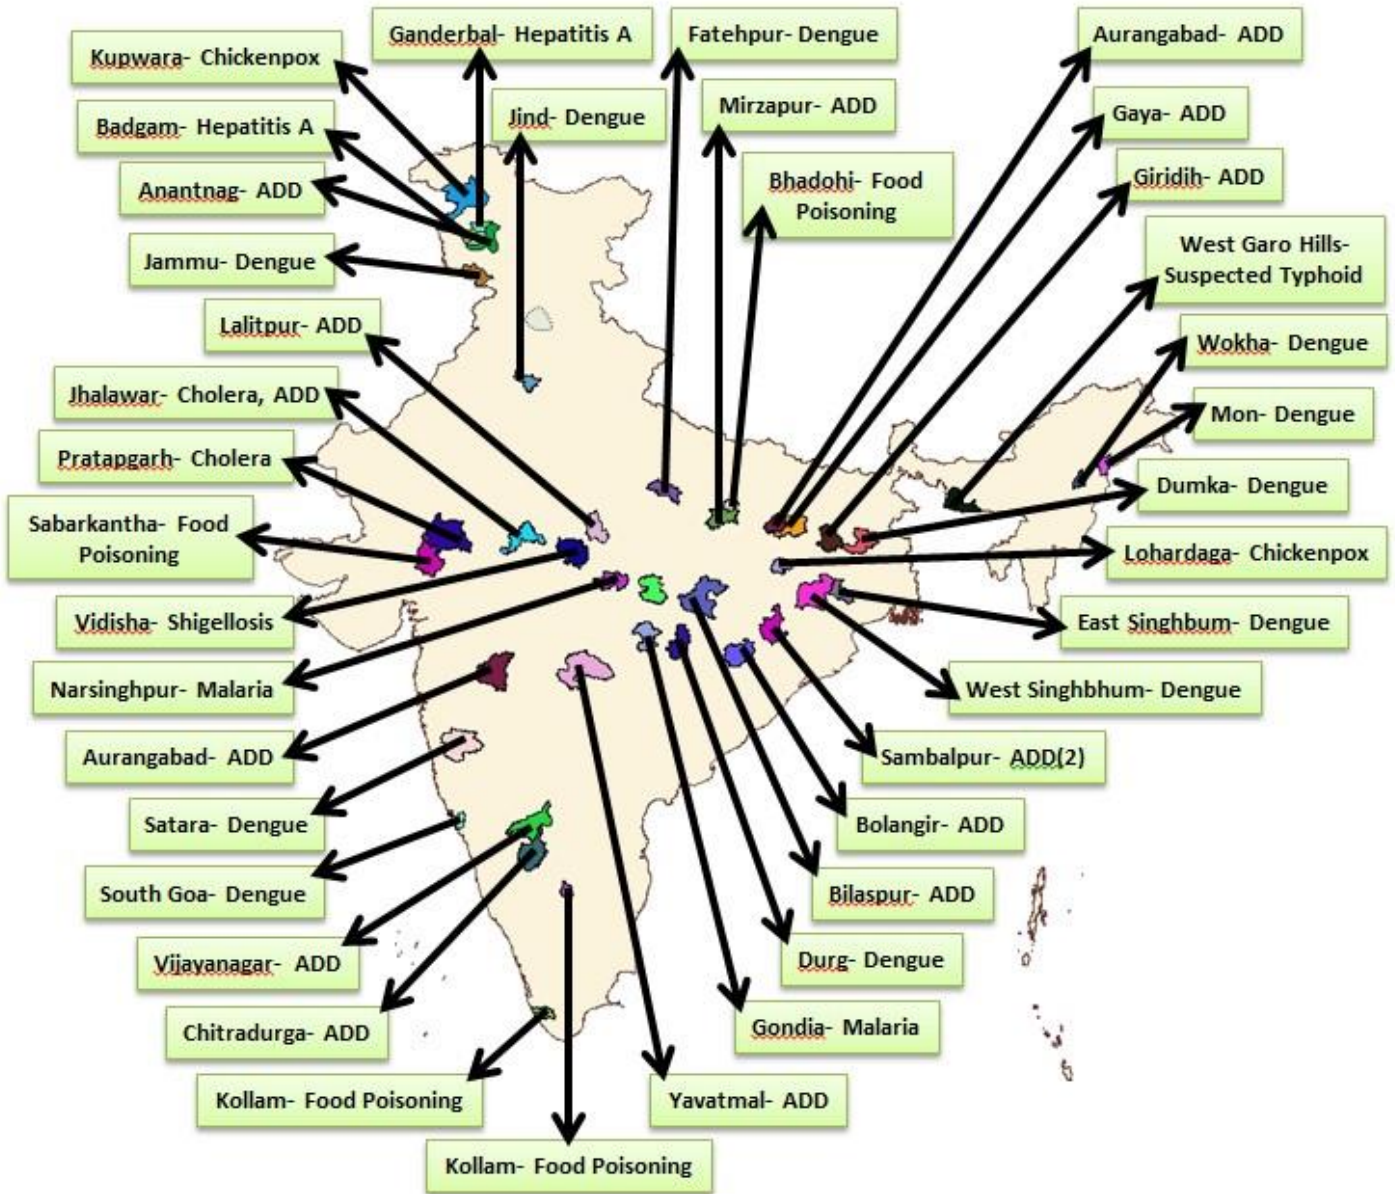 Ganderbal- Hepatitis A
Fatehpur- Dengue
Aurangabad- ADD
Kupwara- Chickenpox
Mirzapur- ADD
Jind- Dengue
Gaya- ADD
Badgam- Hepatitis A
Bhadohi- Food
Poisoning
Giridih- ADD
Anantnag- ADD
West Garo Hills-
Suspected Typhoid
Jammu- Dengue
Lalitpur- ADD
Wokha- Dengue
Jhalawar- Cholera, ADD
Mon- Dengue
Pratapgarh- Cholera
Dumka- Dengue
Sabarkantha- Food
Poisoning
Lohardaga- Chickenpox
Vidisha- Shigellosis
East Singhbum- Dengue
Narsinghpur- Malaria
West Singhbhum- Dengue
Aurangabad- ADD
Sambalpur- ADD(2)
Satara- Dengue
Bolangir- ADD
South Goa- Dengue
Bilaspur- ADD
Vijayanagar- ADD
Durg- Dengue
Chitradurga- ADD
Gondia- Malaria
Kollam- Food Poisoning
Yavatmal- ADD
Kollam- Food Poisoning